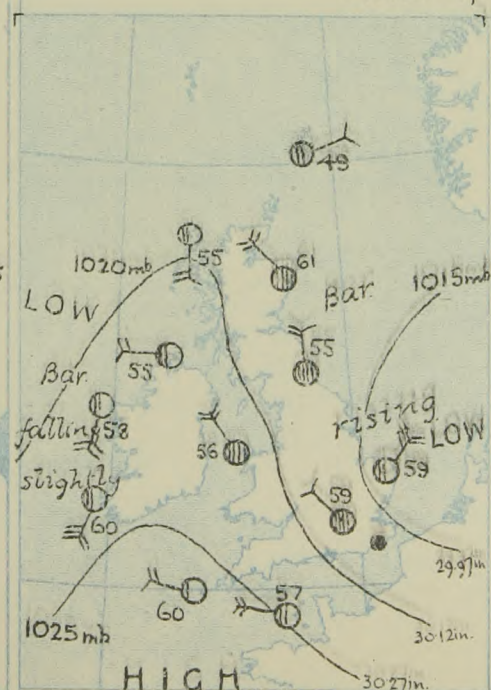 49
1020mb
55
61
Bar.
1015mb
LOW
55
55
Bar.
falling
58
rising
LOW
56
59
slightly
60
59
29.97in.
60
57
1025mb
30.12in.
HIGH
30.27in.